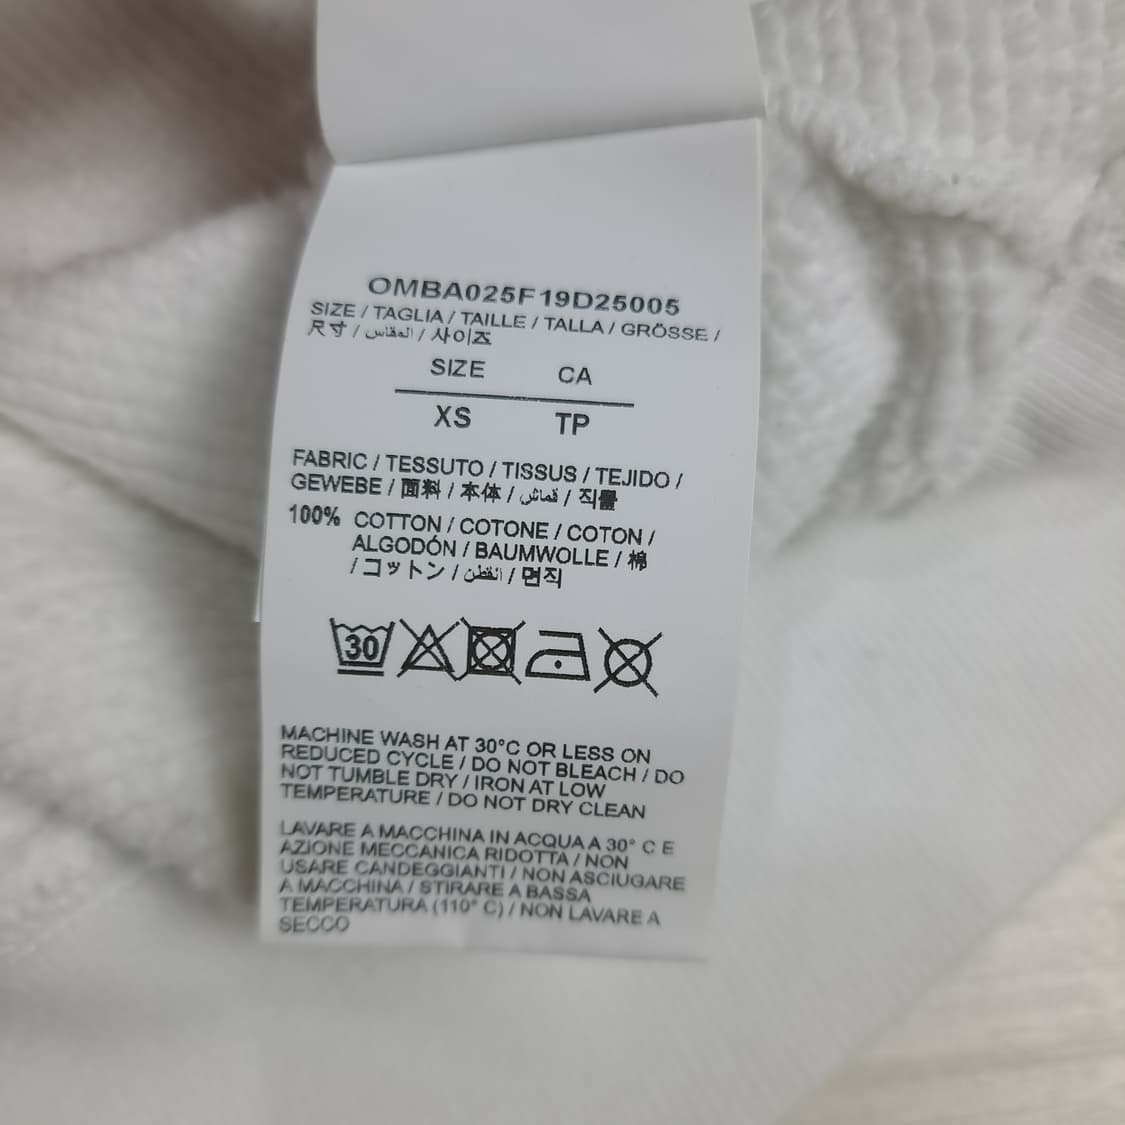 OMBA025F19D25005
SIZE / TAGLIA / TAILLE / TALLA / GRÖSSE /
尺寸 / المقاس / 사이즈
SIZE CA
XS TP
FABRIC / TESSUTO / TISSUS / TEJIDO /
GEWEBE / 面料 / 本体 / قماش / 직물
100% COTTON / COTONE / COTON /
ALGODÓN / BAUMWOLLE / 棉
/ コットン / القطن / 면직
30
MACHINE WASH AT 30°C OR LESS ON
REDUCED CYCLE / DO NOT BLEACH / DO
NOT TUMBLE DRY / IRON AT LOW
TEMPERATURE / DO NOT DRY CLEAN
LAVARE A MACCHINA IN ACQUA A 30° C E
AZIONE MECCANICA RIDOTTA / NON
USARE CANDEGGIANTI / NON ASCIUGARE
A MACCHINA / STIRARE A BASSA
TEMPERATURA (110° C) / NON LAVARE A
SECCO